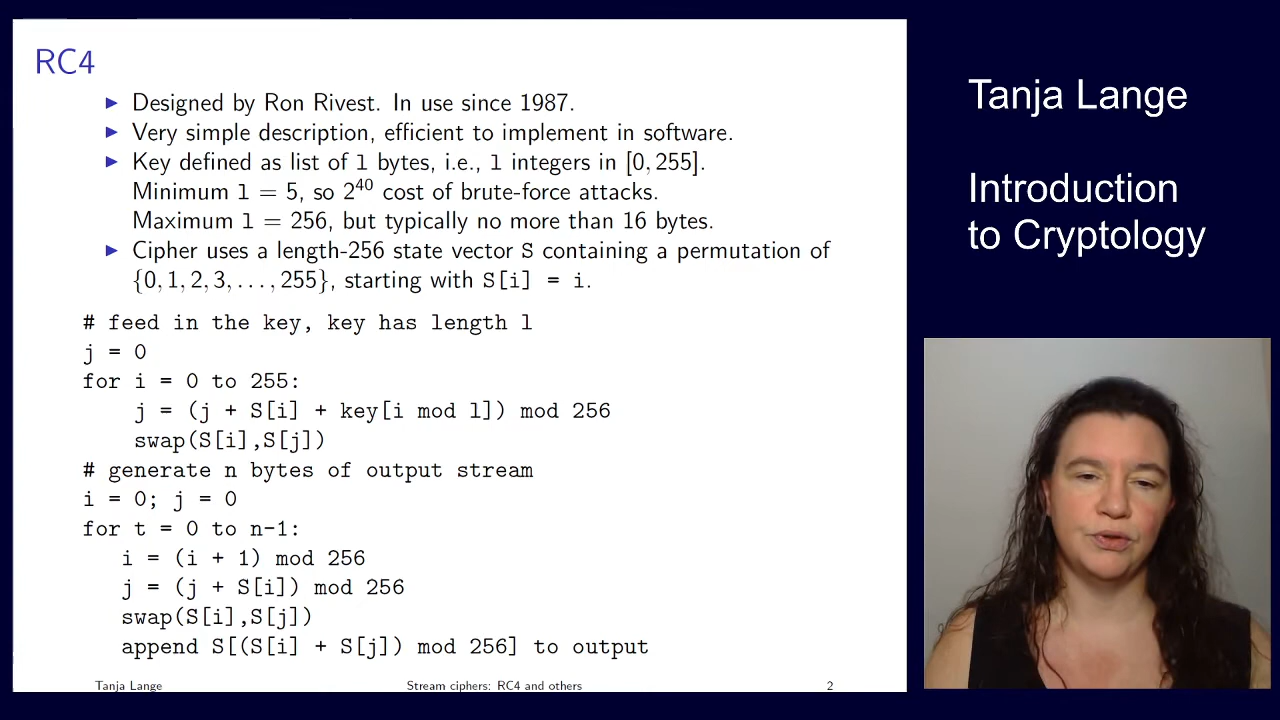 RC4
▶ Designed by Ron Rivest. In use since 1987.
▶ Very simple description, efficient to implement in software.
▶ Key defined as list of l bytes, i.e., l integers in [0, 255].
Minimum l = 5, so 2⁴⁰ cost of brute-force attacks.
Maximum l = 256, but typically no more than 16 bytes.
▶ Cipher uses a length-256 state vector S containing a permutation of
{0, 1, 2, 3, . . . , 255}, starting with S[i] = i.
# feed in the key, key has length l
j = 0
for i = 0 to 255:
    j = (j + S[i] + key[i mod l]) mod 256
    swap(S[i],S[j])
# generate n bytes of output stream
i = 0; j = 0
for t = 0 to n-1:
   i = (i + 1) mod 256
   j = (j + S[i]) mod 256
   swap(S[i],S[j])
   append S[(S[i] + S[j]) mod 256] to output
Tanja Lange Stream ciphers: RC4 and others 2
Tanja Lange
Introduction
to Cryptology